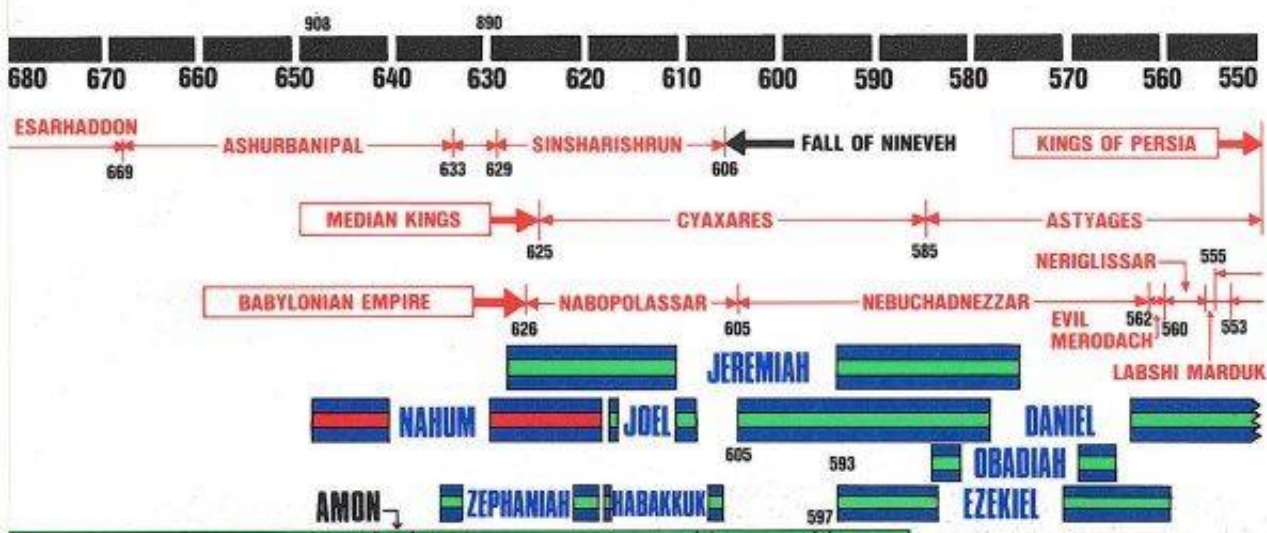 908 890
680 670 660 650 640 630 620 610 600 590 580 570 560 550
ESARHADDON
ASHURBANIPAL SINSHARISHRUN FALL OF NINEVEH KINGS OF PERSIA
669 633 629 606
MEDIAN KINGS CYAXARES ASTYAGES
625 585
NERIGLISSAR 555
BABYLONIAN EMPIRE NABOPOLASSAR NEBUCHADNEZZAR
626 605 562 560 553
EVIL
MERODACH
LABSHI MARDUK
JEREMIAH
NAHUM JOEL DANIEL
605 593
OBADIAH
AMON ZEPHANIAH HABAKKUK EZEKIEL
597